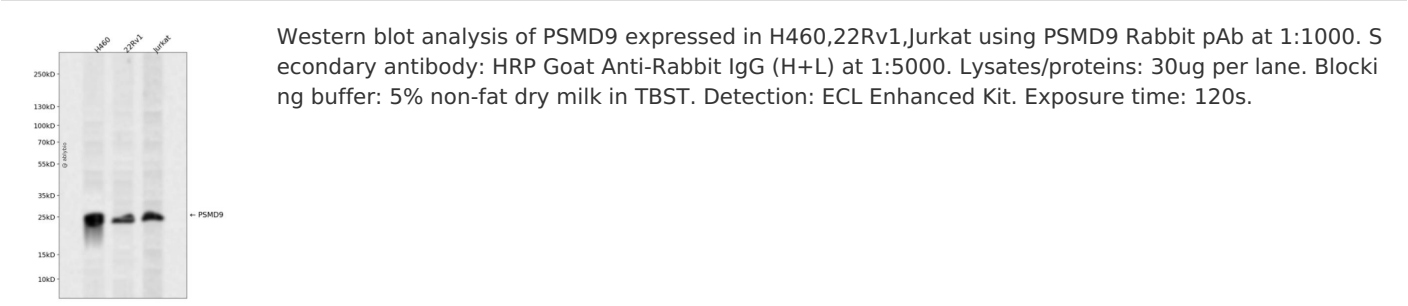 H460 22Rv1 Jurkat
Western blot analysis of PSMD9 expressed in H460,22Rv1,Jurkat using PSMD9 Rabbit pAb at 1:1000. S
econdary antibody: HRP Goat Anti-Rabbit IgG (H+L) at 1:5000. Lysates/proteins: 30ug per lane. Blocki
ng buffer: 5% non-fat dry milk in TBST. Detection: ECL Enhanced Kit. Exposure time: 120s.
250kD
130kD
100kD
70kD
55kD
@ abybio
35kD
25kD
← PSMD9
15kD
10kD